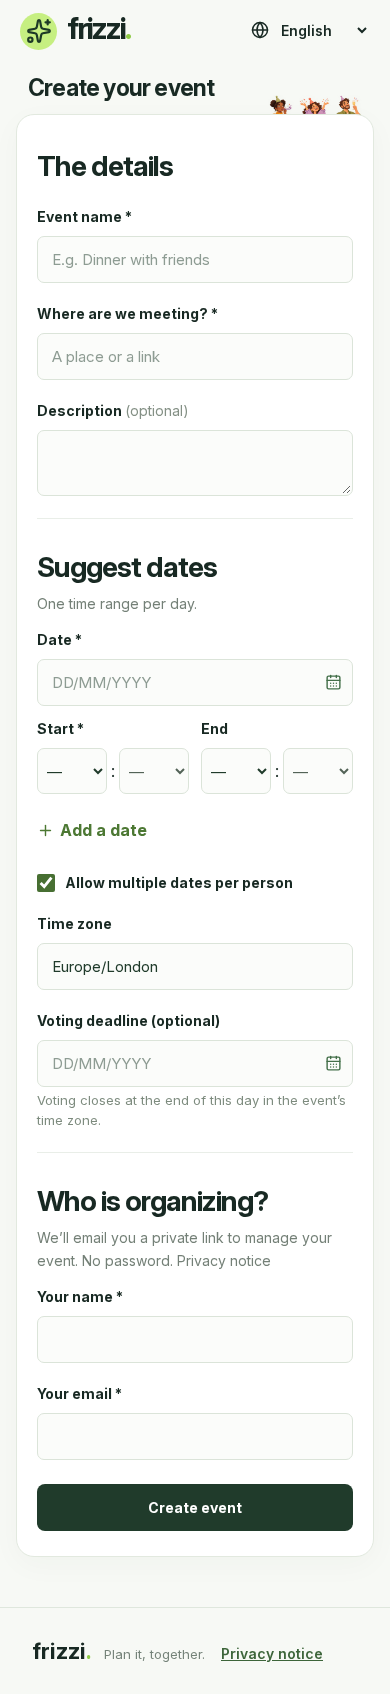 frizzi.
English
Create your event
The details
Event name *
E.g. Dinner with friends
Where are we meeting? *
A place or a link
Description (optional)
Suggest dates
One time range per day.
Date *
DD/MM/YYYY
Start * End
— : — — : —
+ Add a date
Allow multiple dates per person
Time zone
Europe/London
Voting deadline (optional)
DD/MM/YYYY
Voting closes at the end of this day in the event’s
time zone.
Who is organizing?
We’ll email you a private link to manage your
event. No password. Privacy notice
Your name *
Your email *
Create event
frizzi. Plan it, together. Privacy notice